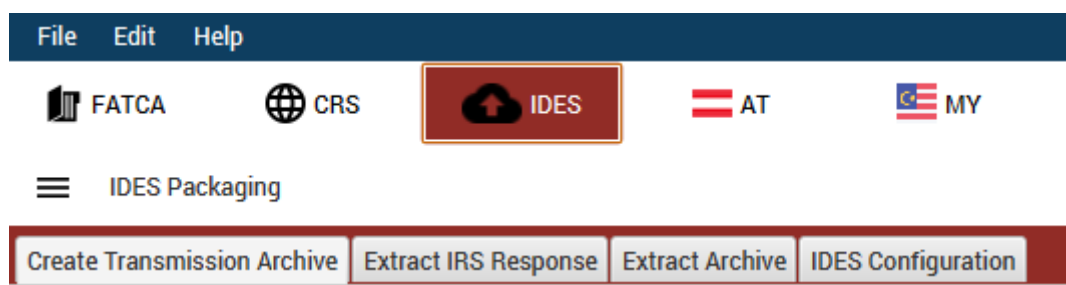 File Edit Help
FATCA CRS IDES AT MY
IDES Packaging
Create Transmission Archive Extract IRS Response Extract Archive IDES Configuration